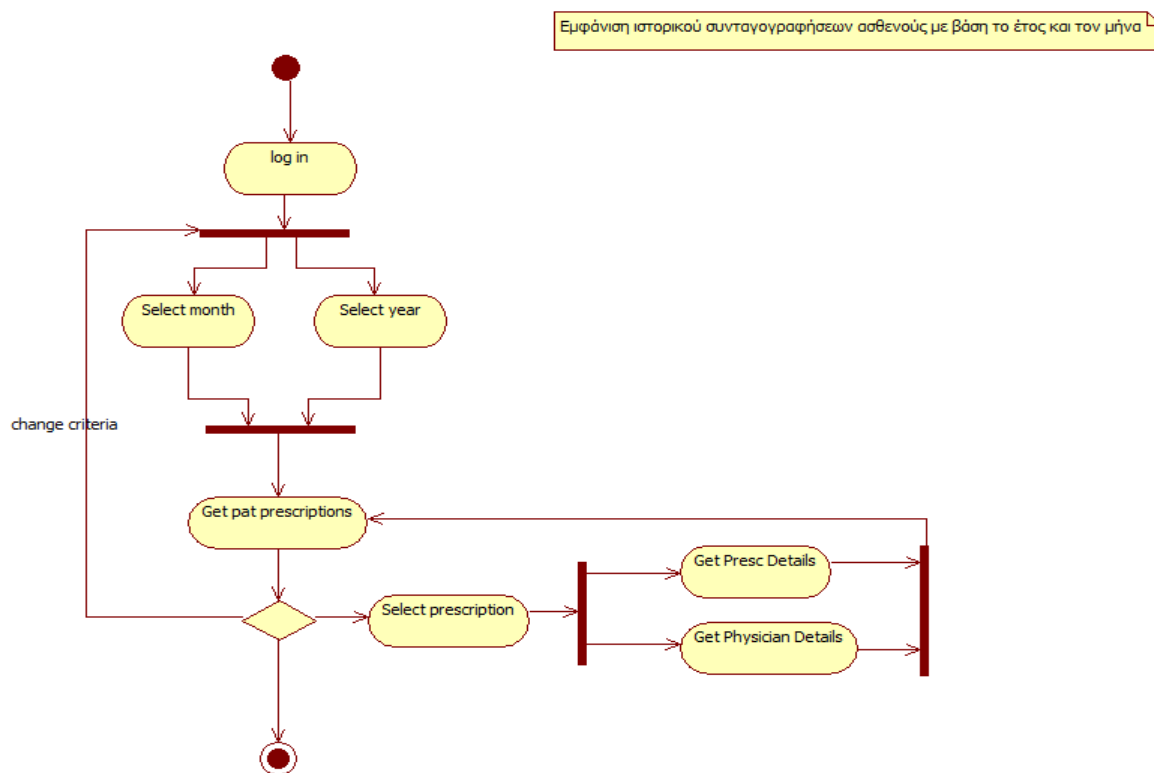 Εμφάνιση ιστορικού συνταγογραφήσεων ασθενούς με βάση το έτος και τον μήνα
log in
Select month
Select year
change criteria
Get pat prescriptions
Get Presc Details
Select prescription
Get Physician Details